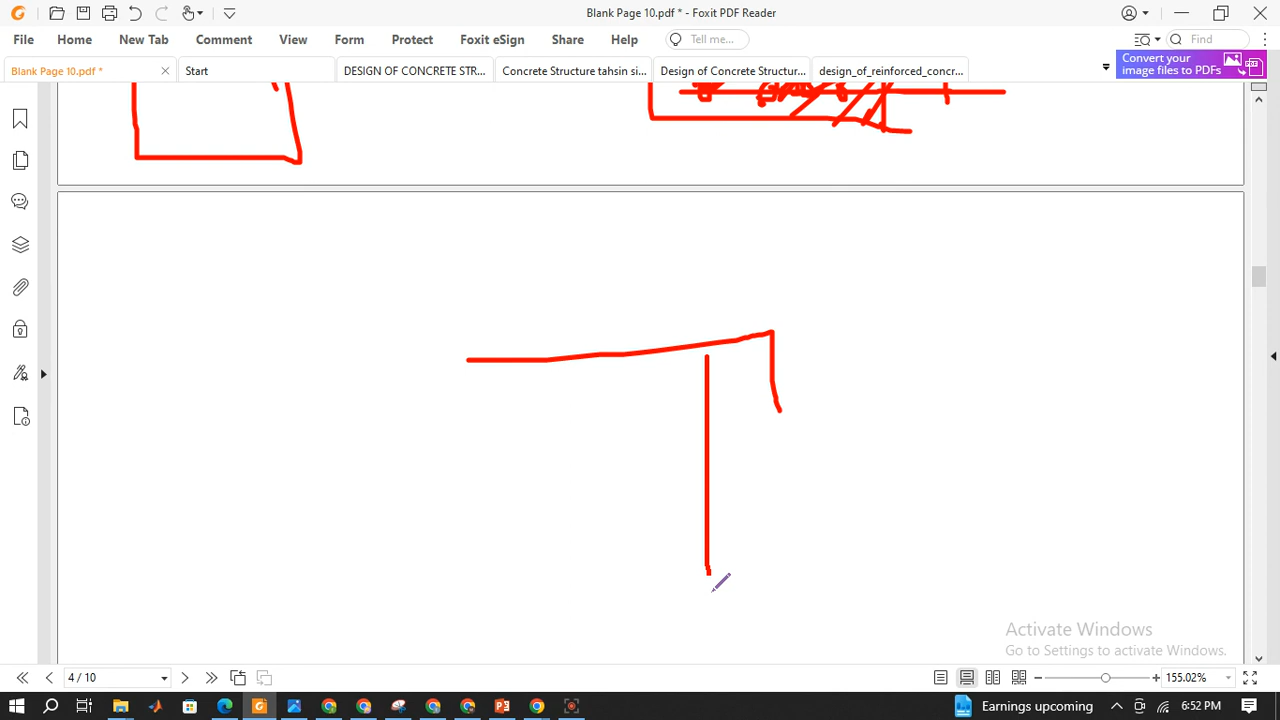 Blank Page 10.pdf * - Foxit PDF Reader
File Home New Tab Comment View Form Protect Foxit eSign Share Help Tell me... Find
Blank Page 10.pdf * Start DESIGN OF CONCRETE STR... Concrete Structure tahsin si... Design of Concrete Structur... design_of_reinforced_concr...
Convert your
image files to PDFs
Activate Windows
Go to Settings to activate Windows.
4 / 10 155.02%
Earnings upcoming 6:52 PM